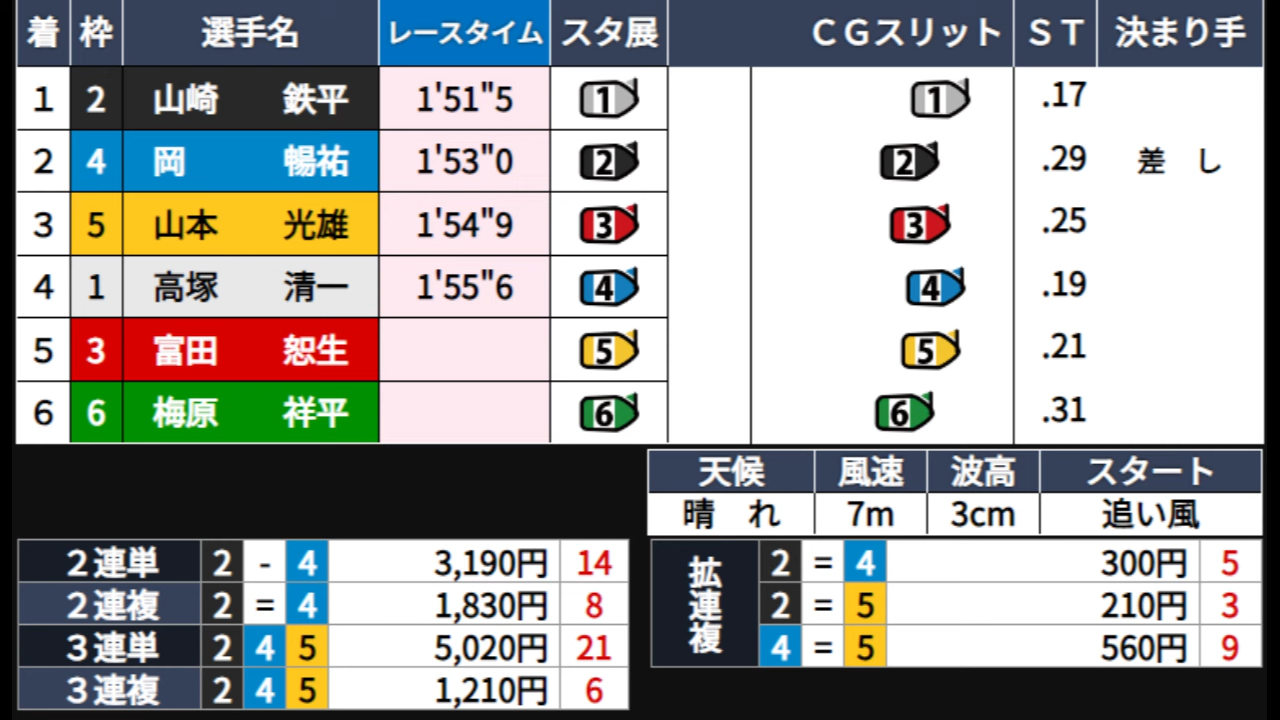 着 枠 選手名 レースタイム スタ展 ＣＧスリット ＳＴ 決まり手
1 2 山崎 鉄平 1'51"5 1 1 .17
2 4 岡 暢祐 1'53"0 2 2 .29 差 し
3 5 山本 光雄 1'54"9 3 3 .25
4 1 高塚 清一 1'55"6 4 4 .19
5 3 富田 恕生 5 5 .21
6 6 梅原 祥平 6 6 .31
天候 風速 波高 スタート
晴 れ 7m 3cm 追い風
２連単 2 - 4 3,190円 14
２連複 2 = 4 1,830円 8
３連単 2 4 5 5,020円 21
３連複 2 4 5 1,210円 6
拡連複
2 = 4 300円 5
2 = 5 210円 3
4 = 5 560円 9